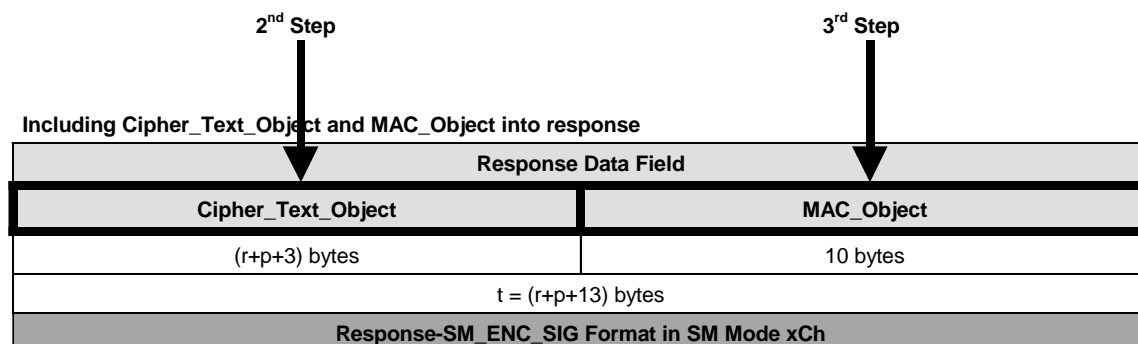 2nd Step
3rd Step
Including Cipher_Text_Object and MAC_Object into response
Response Data Field
Cipher_Text_Object
MAC_Object
(r+p+3) bytes
10 bytes
t = (r+p+13) bytes
Response-SM_ENC_SIG Format in SM Mode xCh